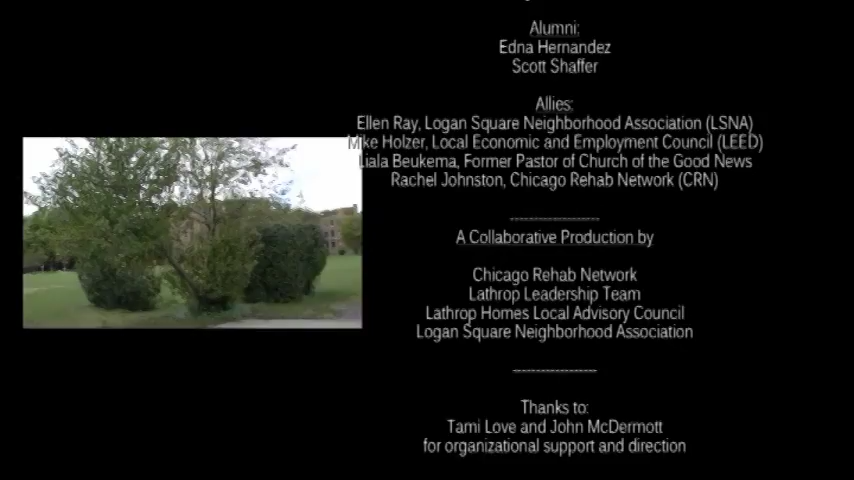 Alumni:
Edna Hernandez
Scott Shaffer
Allies:
Ellen Ray, Logan Square Neighborhood Association (LSNA)
Mike Holzer, Local Economic and Employment Council (LEED)
Liala Beukema, Former Pastor of Church of the Good News
Rachel Johnston, Chicago Rehab Network (CRN)
-------------------
A Collaborative Production by
Chicago Rehab Network
Lathrop Leadership Team
Lathrop Homes Local Advisory Council
Logan Square Neighborhood Association
------------------
Thanks to:
Tami Love and John McDermott
for organizational support and direction